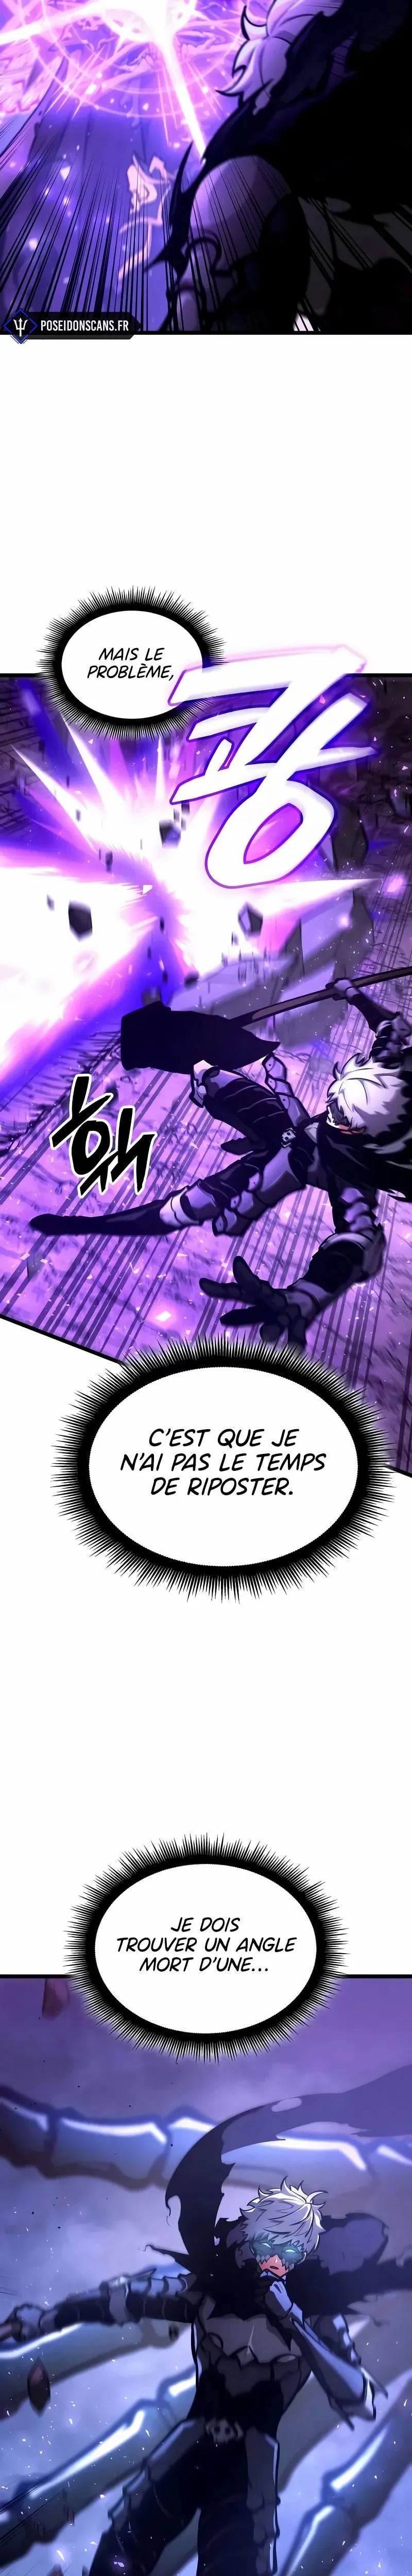 POSEIDONSCANS.FR
MAIS LE
PROBLÈME,
쾅
C'EST QUE JE
N'AI PAS LE TEMPS
DE RIPOSTER.
JE DOIS
TROUVER UN ANGLE
MORT D'UNE...